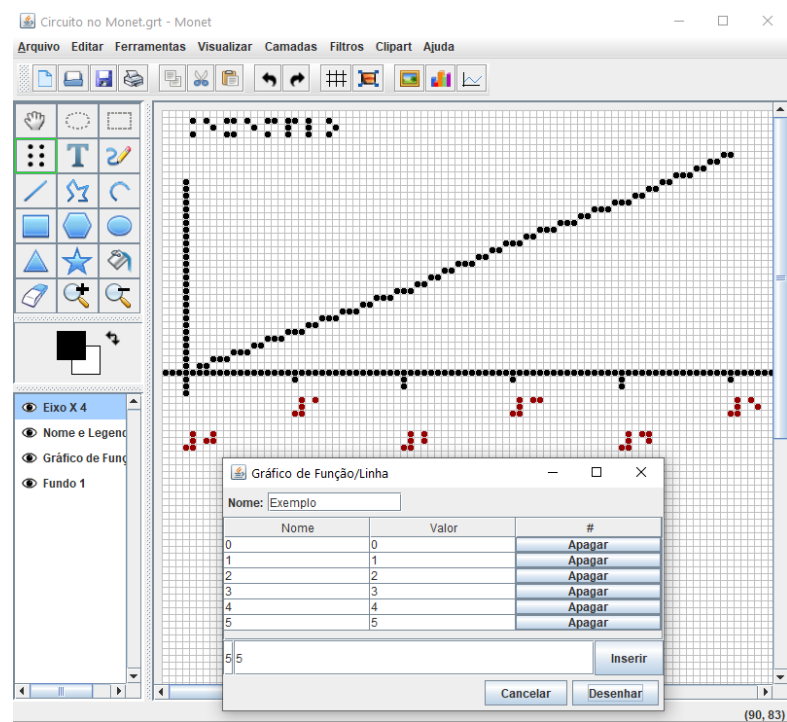 Circuito no Monet.grt - Monet
Arquivo Editar Ferramentas Visualizar Camadas Filtros Clipart Ajuda
T
⠨⠑⠭⠑⠍⠏⠇⠕
⠼⠁ ⠼⠉ ⠼⠑
⠼⠚ ⠼⠃ ⠼⠙
Eixo X 4
Nome e Legend
Gráfico de Funç
Fundo 1
Gráfico de Função/Linha
Nome: Exemplo
Nome Valor #
0 0 Apagar
1 1 Apagar
2 2 Apagar
3 3 Apagar
4 4 Apagar
5 5 Apagar
5 5 Inserir
Cancelar Desenhar
(90, 83)